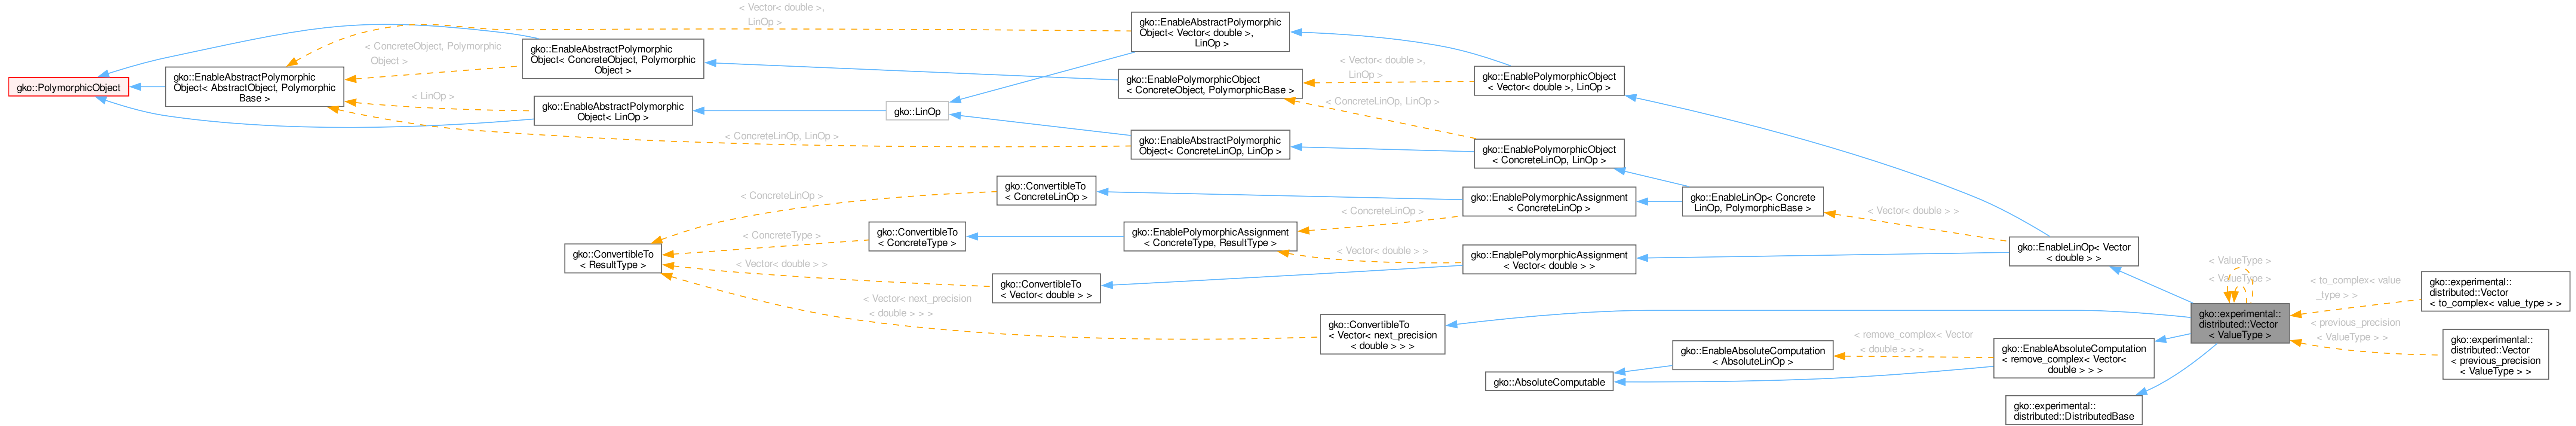 gko::PolymorphicObject
gko::EnableAbstractPolymorphic
Object< AbstractObject, Polymorphic
Base >
< Vector< double >,
LinOp >
< ConcreteObject, Polymorphic
Object >
gko::EnableAbstractPolymorphic
Object< ConcreteObject, Polymorphic
Object >
< LinOp >
gko::EnableAbstractPolymorphic
Object< LinOp >
< ConcreteLinOp, LinOp >
gko::LinOp
gko::EnableAbstractPolymorphic
Object< Vector< double >,
LinOp >
gko::EnablePolymorphicObject
< ConcreteObject, PolymorphicBase >
gko::EnableAbstractPolymorphic
Object< ConcreteLinOp, LinOp >
< Vector< double >,
LinOp >
< ConcreteLinOp, LinOp >
gko::EnablePolymorphicObject
< Vector< double >, LinOp >
gko::EnablePolymorphicObject
< ConcreteLinOp, LinOp >
gko::ConvertibleTo
< ResultType >
< ConcreteLinOp >
< ConcreteType >
< Vector< double > >
< Vector< next_precision
< double > > >
gko::ConvertibleTo
< ConcreteLinOp >
gko::ConvertibleTo
< ConcreteType >
gko::ConvertibleTo
< Vector< double > >
gko::EnablePolymorphicAssignment
< ConcreteType, ResultType >
< ConcreteLinOp >
< Vector< double > >
gko::EnablePolymorphicAssignment
< ConcreteLinOp >
gko::EnablePolymorphicAssignment
< Vector< double > >
gko::EnableLinOp< Concrete
LinOp, PolymorphicBase >
< Vector< double > >
gko::EnableLinOp< Vector
< double > >
gko::ConvertibleTo
< Vector< next_precision
< double > > >
gko::AbsoluteComputable
gko::EnableAbsoluteComputation
< AbsoluteLinOp >
< remove_complex< Vector
< double > > >
gko::EnableAbsoluteComputation
< remove_complex< Vector<
double > > >
gko::experimental::
distributed::DistributedBase
< ValueType >
< ValueType >
gko::experimental::
distributed::Vector
< ValueType >
< to_complex< value
_type > >
< previous_precision
< ValueType > >
gko::experimental::
distributed::Vector
< to_complex< value_type > >
gko::experimental::
distributed::Vector
< previous_precision
< ValueType > >